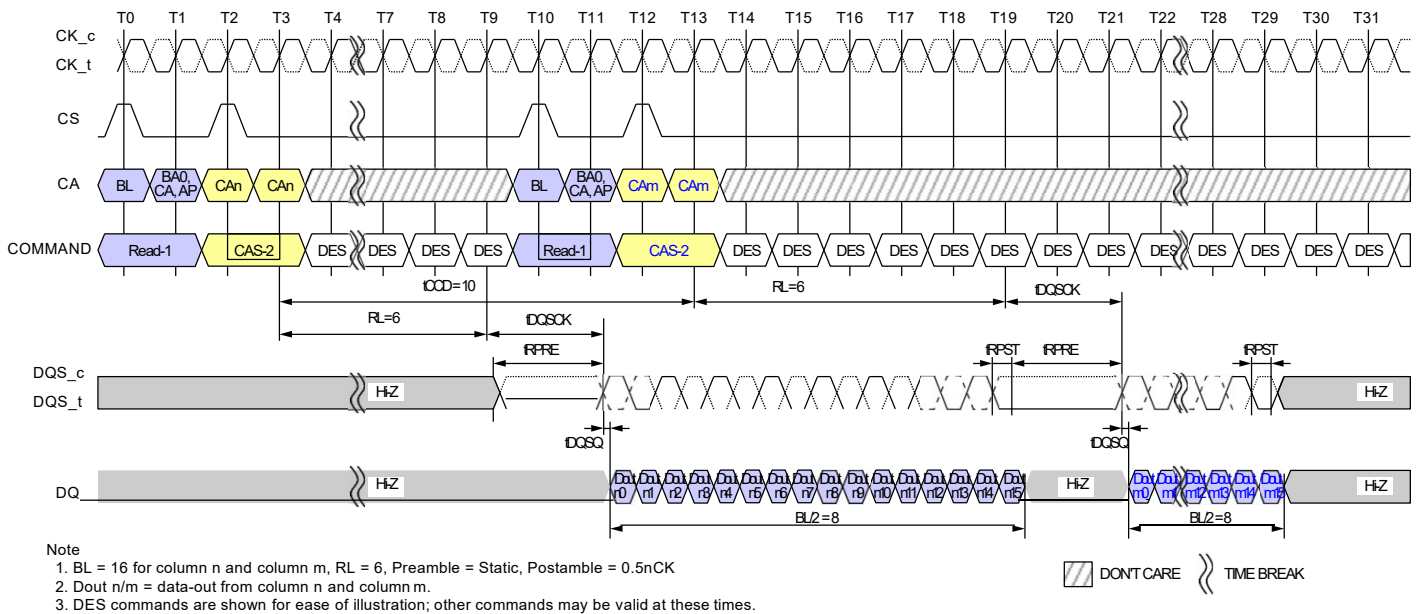 T0 T1 T2 T3 T4 T7 T8 T9 T10 T11 T12 T13 T14 T15 T16 T17 T18 T19 T20 T21 T22 T28 T29 T30 T31
CK_c
CK_t
CS
CA BL BA0, CA, AP CAn CAn BL BA0, CA, AP CAm CAm
COMMAND Read-1 CAS-2 DES DES DES DES Read-1 CAS-2 DES DES DES DES DES DES DES DES DES DES DES DES DES
tCCD = 10 RL=6 tDQSCK
RL=6 tDQSCK
tRPRE tRPST tRPRE tRPST
DQS_c
DQS_t Hi-Z Hi-Z
tDQSQ tDQSQ
DQ Hi-Z Dout n0 Dout n1 Dout n2 Dout n3 Dout n4 Dout n5 Dout n6 Dout n7 Dout n8 Dout n9 Dout n10 Dout n11 Dout n12 Dout n13 Dout n14 Dout n15 Hi-Z Dout m0 Dout m1 Dout m12 Dout m13 Dout m14 Dout m15 Hi-Z
BL/2 = 8 BL/2 = 8
Note
1. BL = 16 for column n and column m, RL = 6, Preamble = Static, Postamble = 0.5nCK
2. Dout n/m = data-out from column n and column m.
3. DES commands are shown for ease of illustration; other commands may be valid at these times.
DON'T CARE TIME BREAK